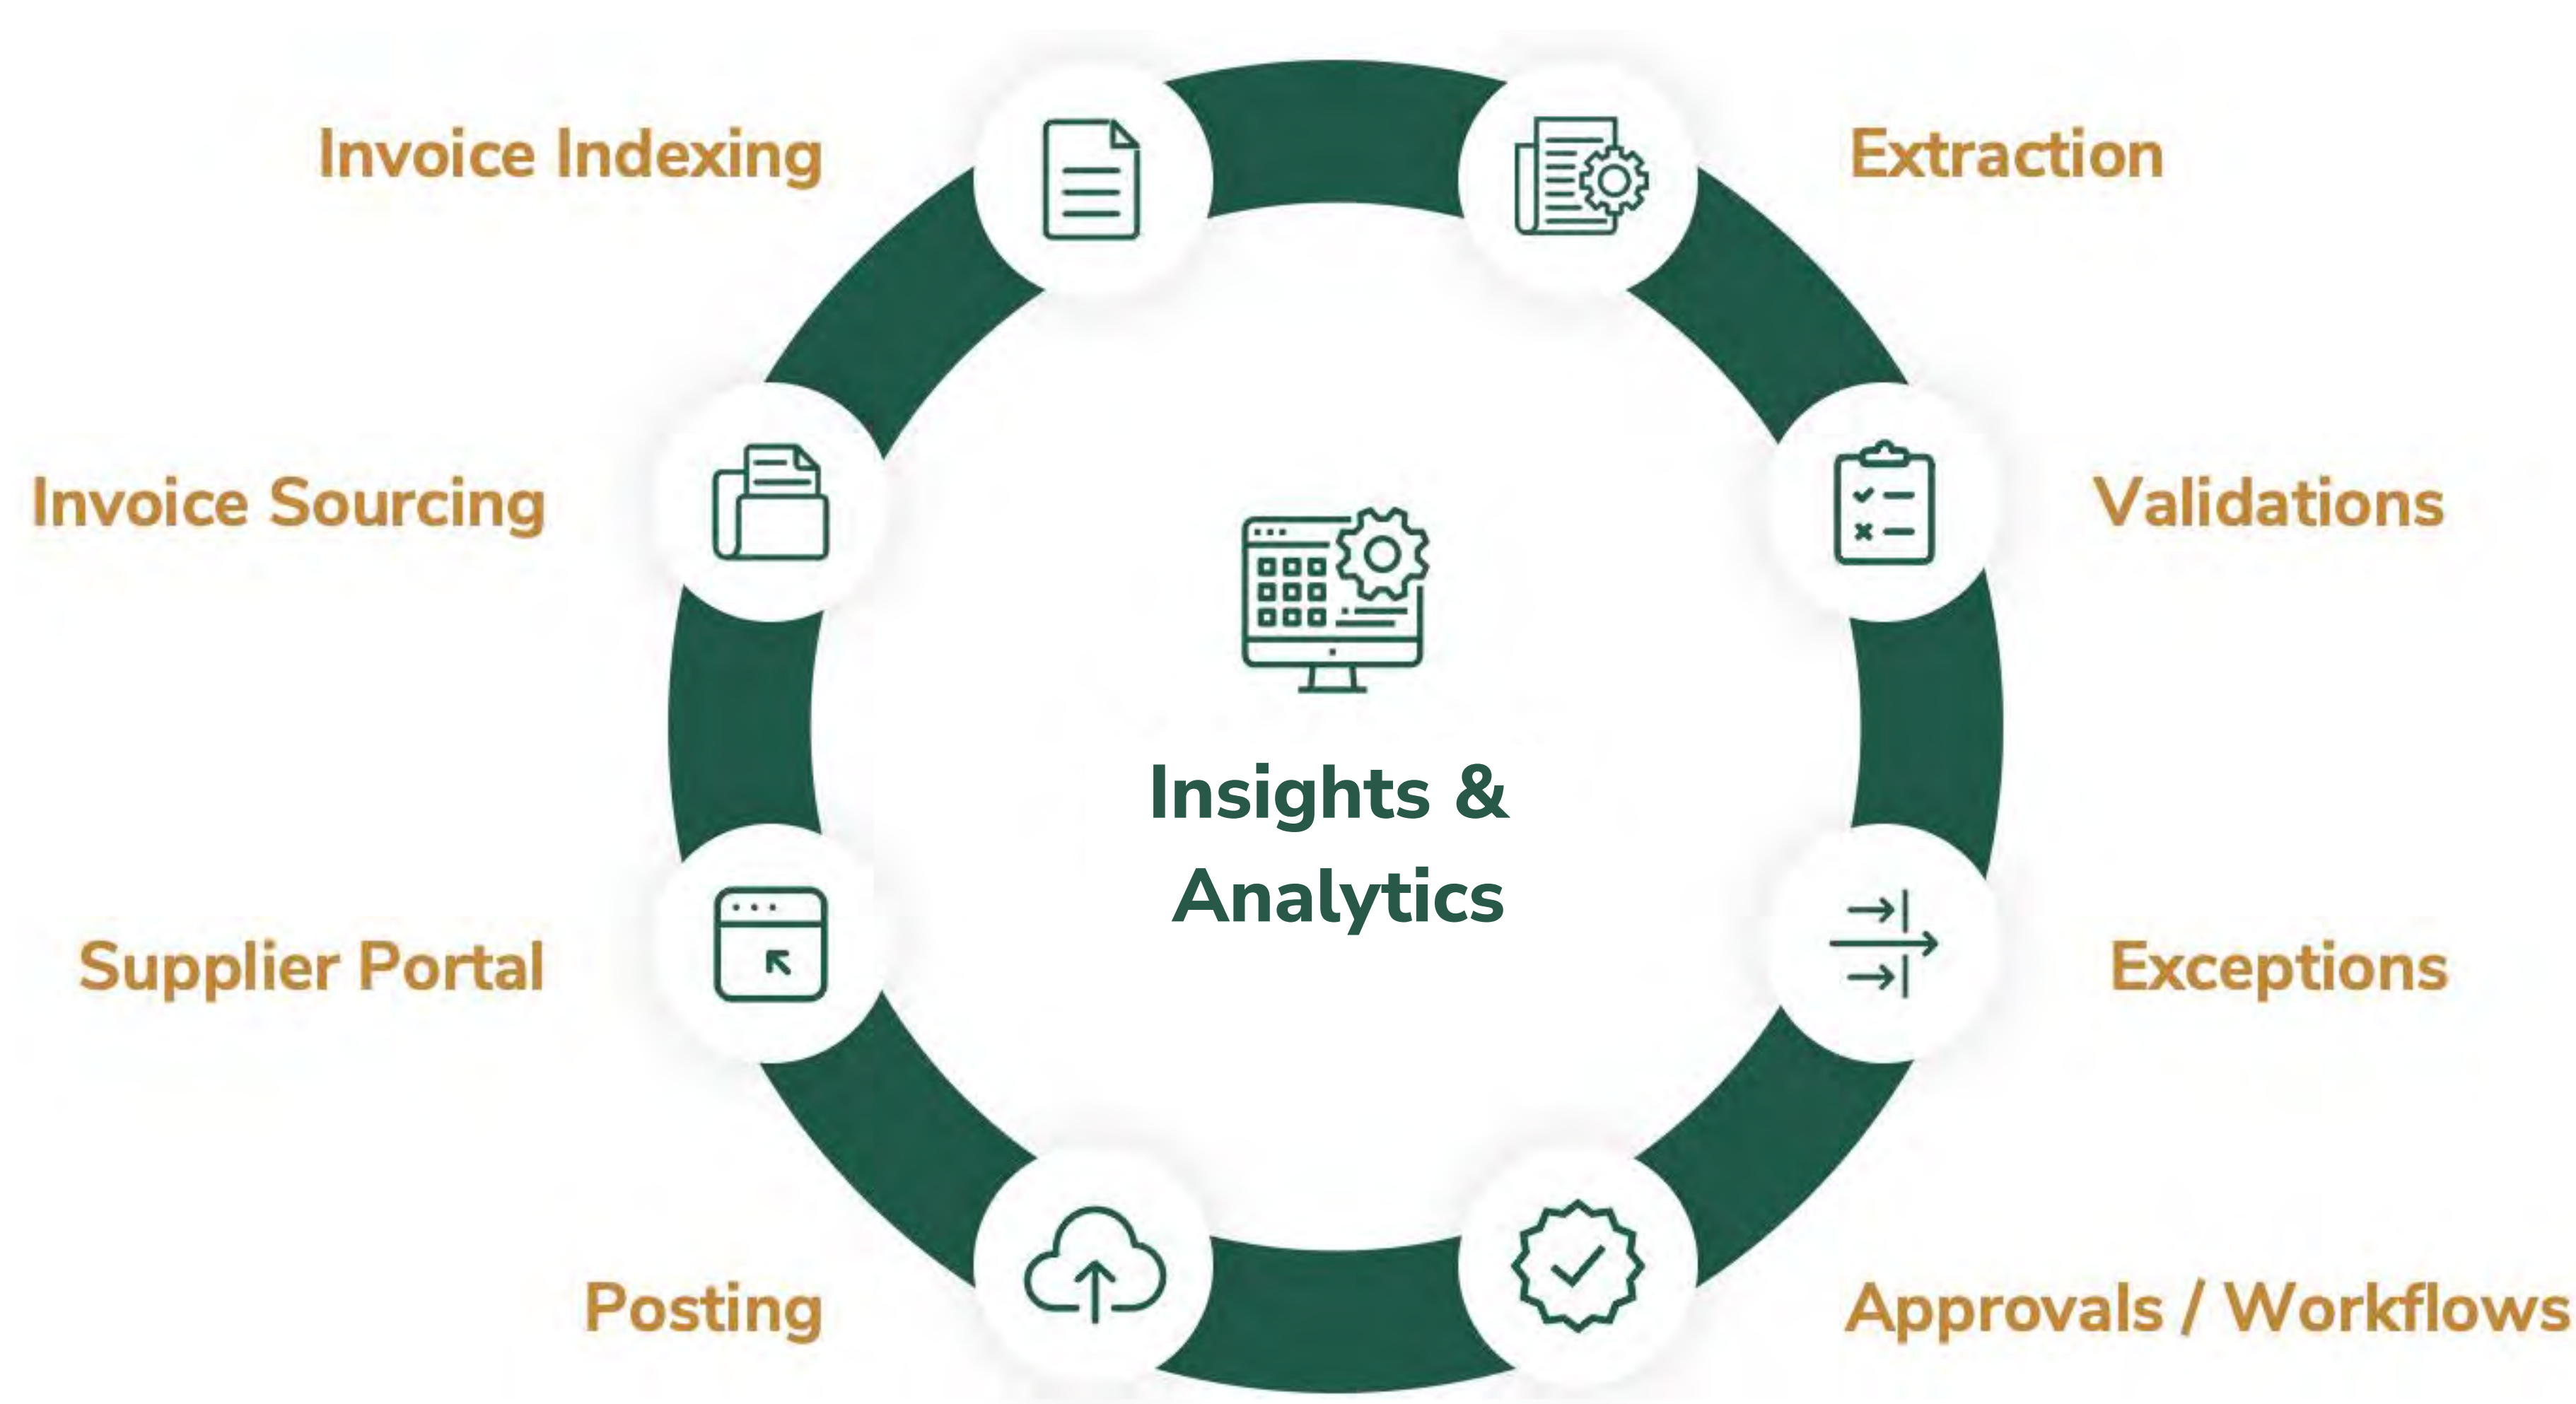 Invoice Indexing
Extraction
Invoice Sourcing
Validations
Insights &
Analytics
Supplier Portal
Exceptions
Posting
Approvals / Workflows